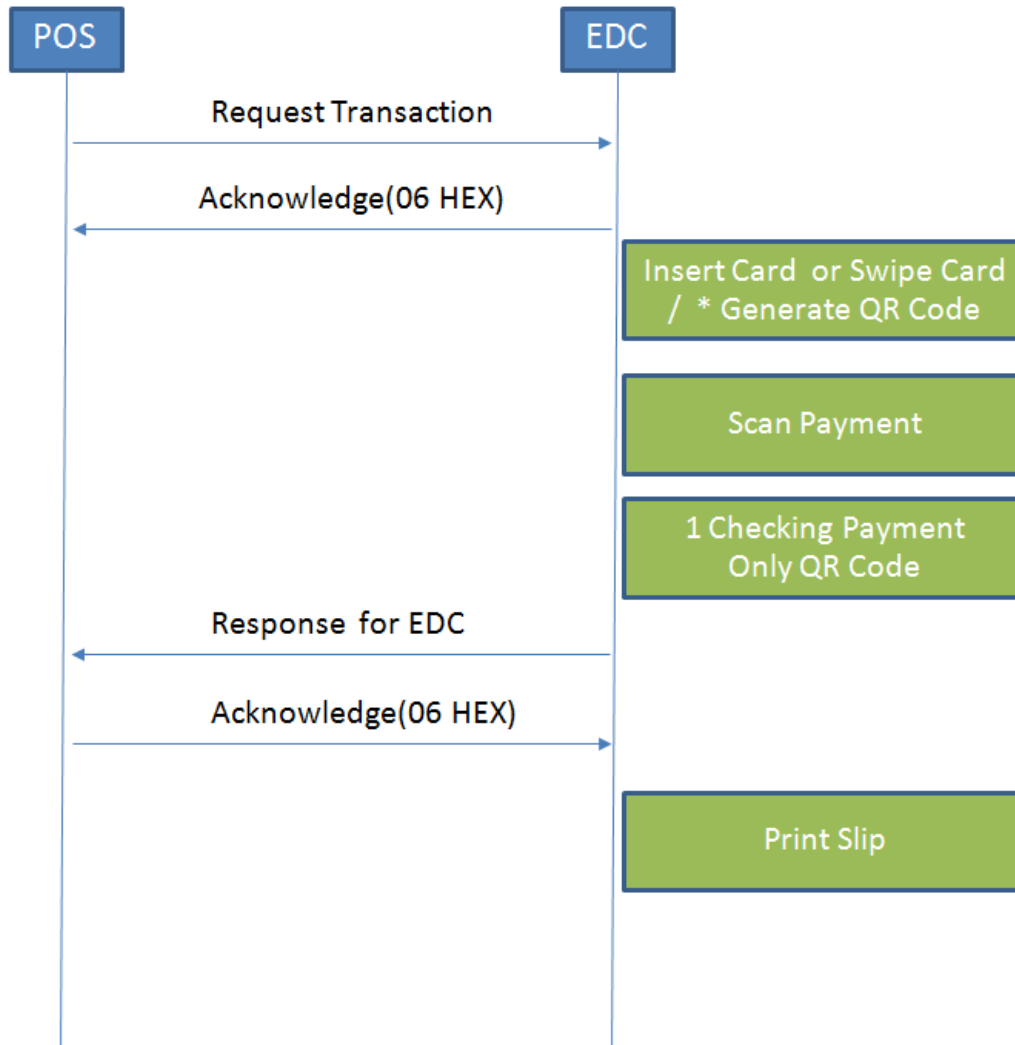 POS
EDC
Request Transaction
Acknowledge(06 HEX)
Insert Card or Swipe Card
/ * Generate QR Code
Scan Payment
1 Checking Payment
Only QR Code
Response for EDC
Acknowledge(06 HEX)
Print Slip